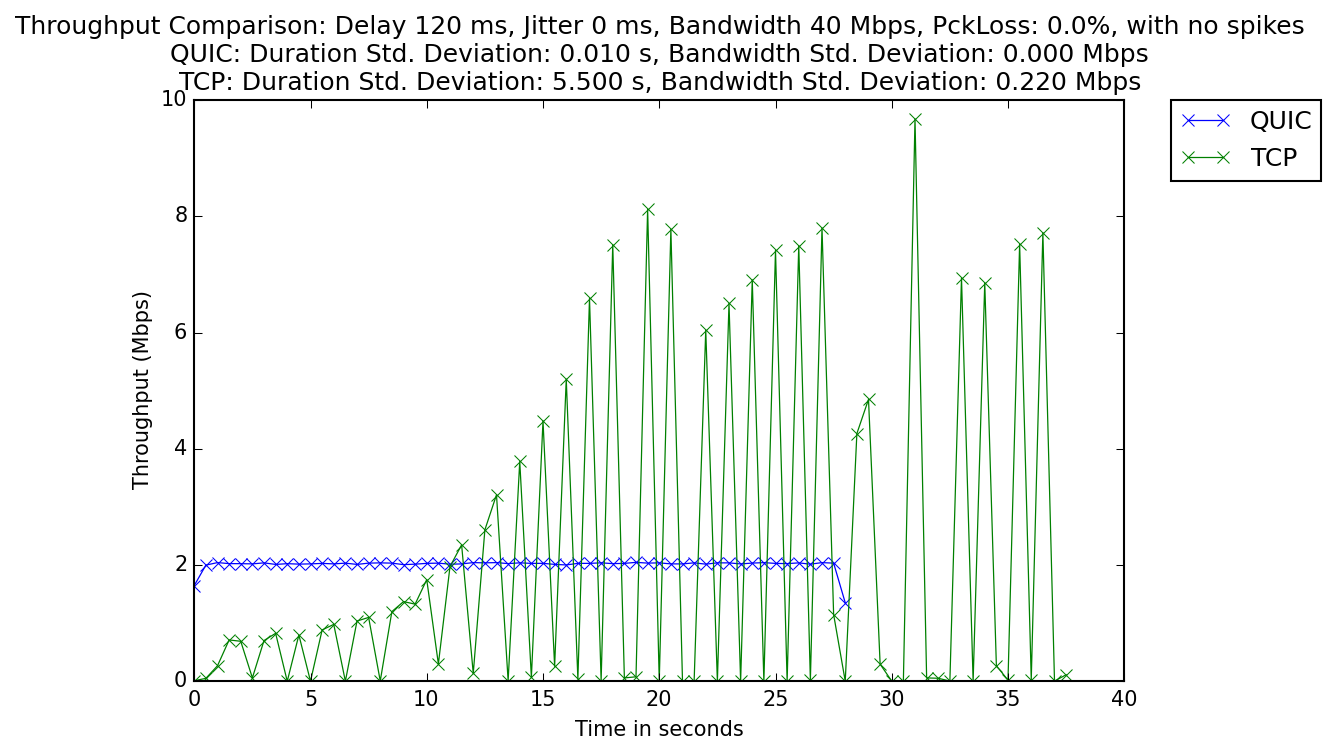 Throughput Comparison: Delay 120 ms, Jitter 0 ms, Bandwidth 40 Mbps, PckLoss: 0.0%, with no spikes
QUIC: Duration Std. Deviation: 0.010 s, Bandwidth Std. Deviation: 0.000 Mbps
TCP: Duration Std. Deviation: 5.500 s, Bandwidth Std. Deviation: 0.220 Mbps
10
8
6
4
2
0
Throughput (Mbps)
0 5 10 15 20 25 30 35 40
Time in seconds
QUIC
TCP